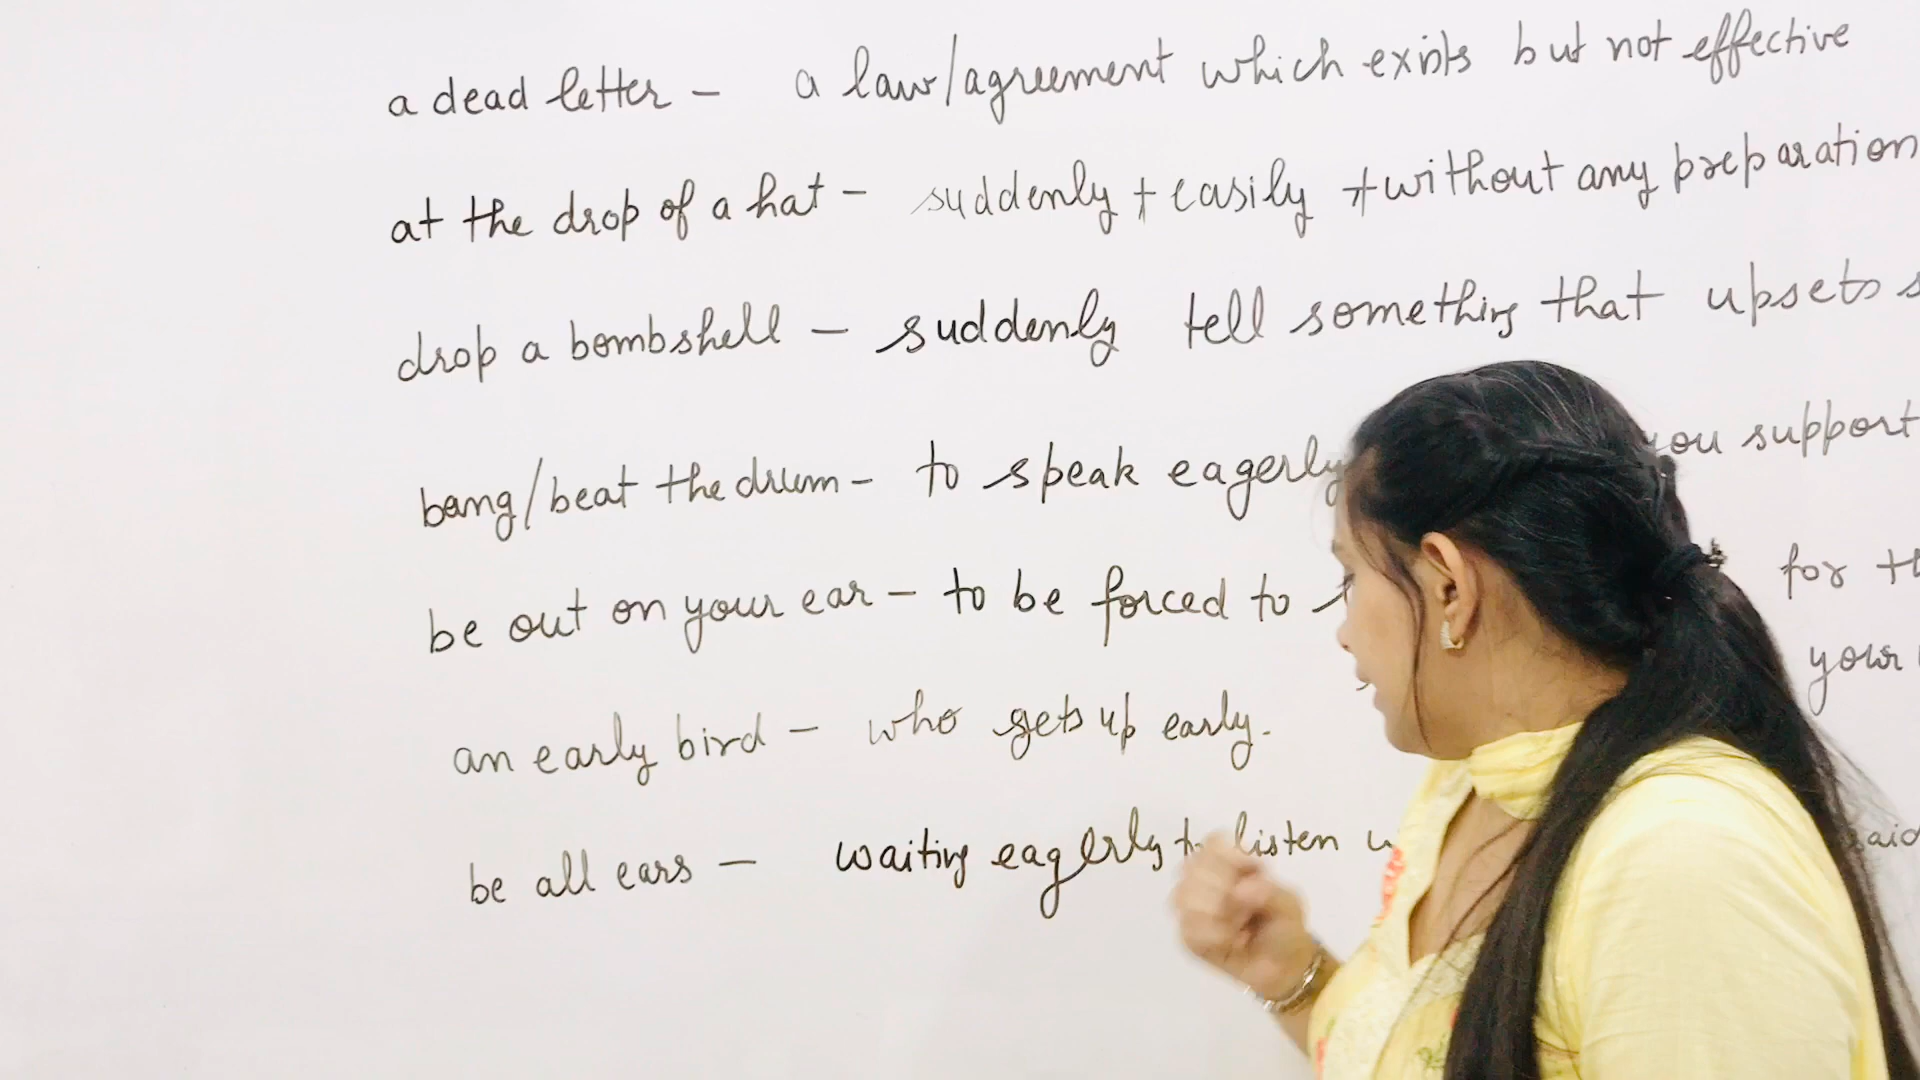 a dead letter - a law/agreement which exists but not effective
at the drop of a hat - suddenly + easily + without any preparation
drop a bombshell - suddenly tell something that upsets
bang/beat the drum - to speak eagerly you support
be out on your ear - to be forced to for
your
an early bird - who gets up early.
be all ears - waiting eagerly to listen